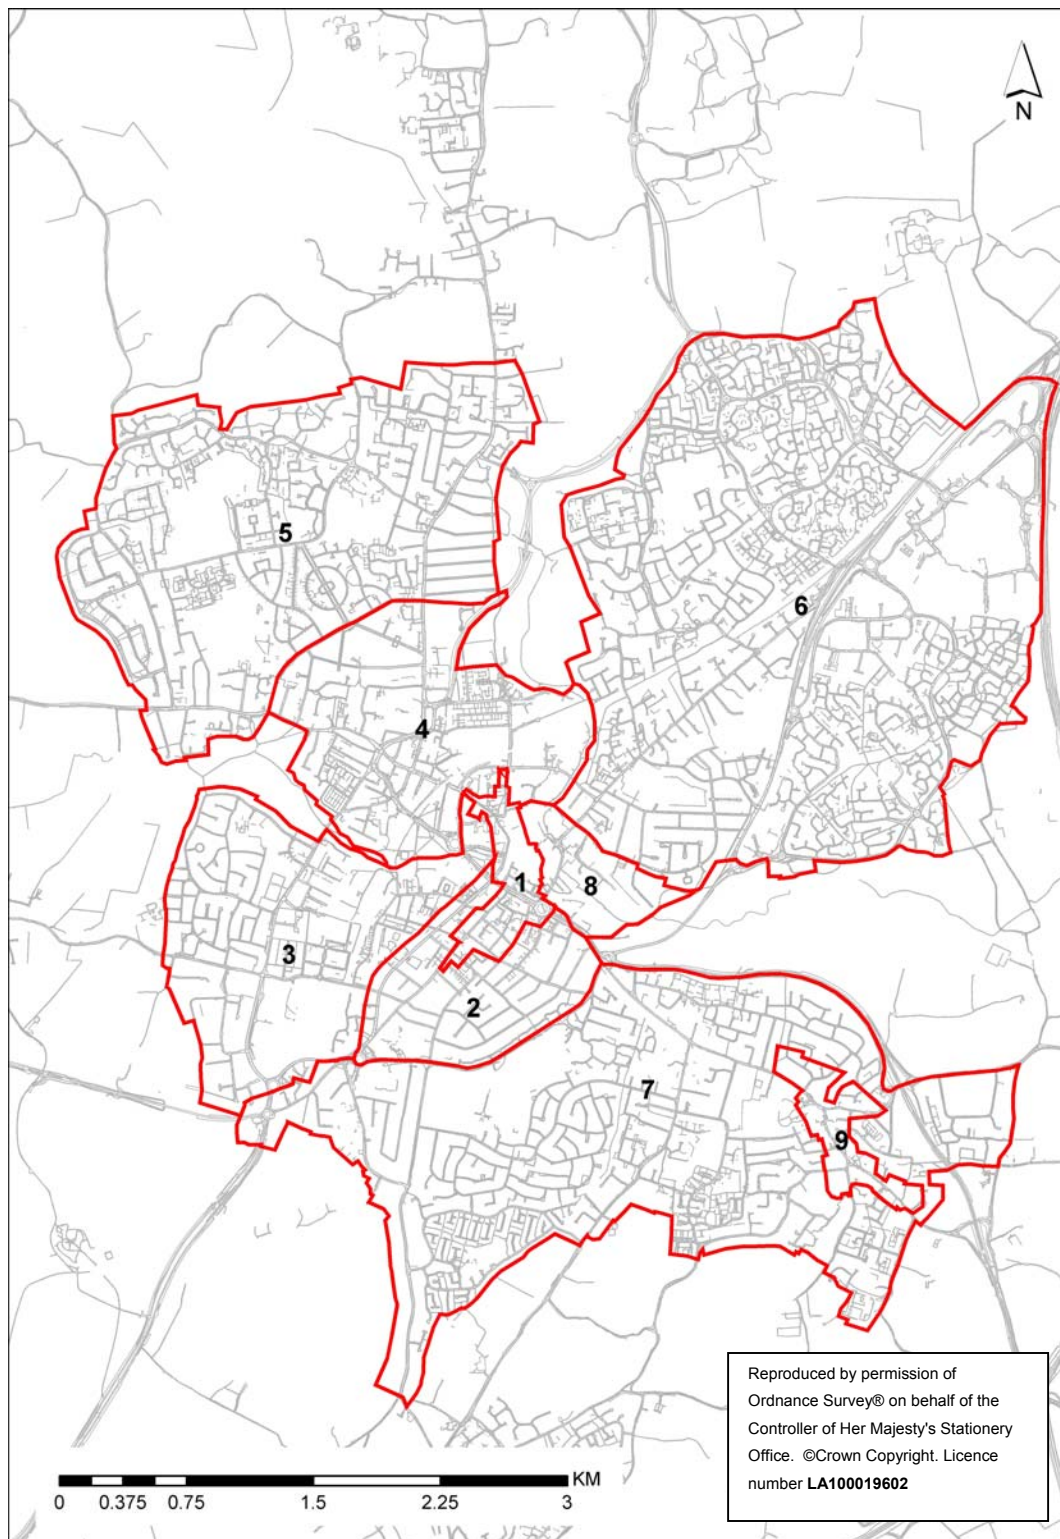 N
5
6
4
1
8
3
2
7
9
Reproduced by permission of
Ordnance Survey® on behalf of the
Controller of Her Majesty's Stationery
Office. ©Crown Copyright. Licence
number LA100019602
KM
0 0.375 0.75 1.5 2.25 3